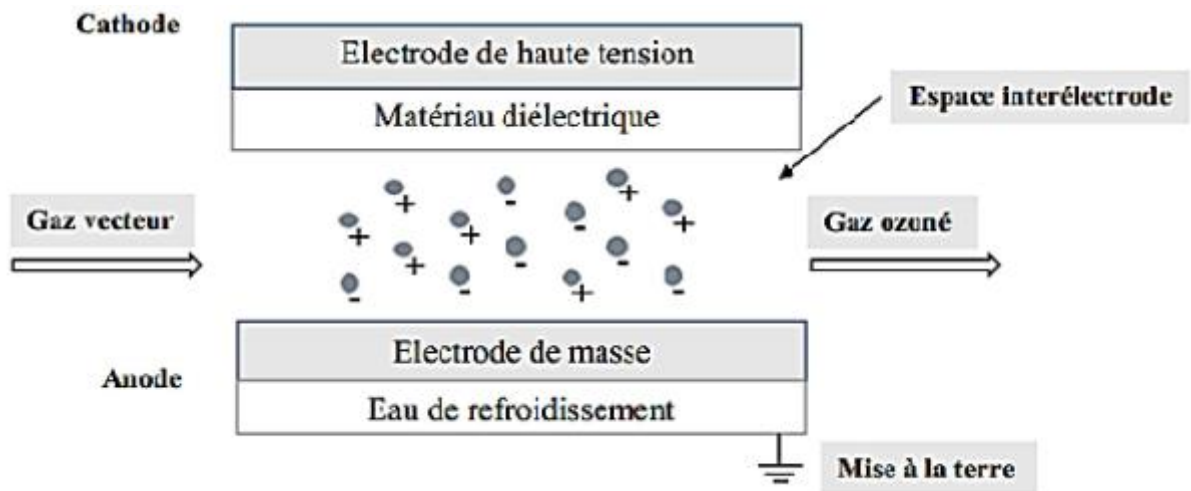 Cathode
Electrode de haute tension
Matériau diélectrique
Espace interélectrode
Gaz vecteur
Gaz ozoné
+ - + + + - + + - - - - + -
Electrode de masse
Anode
Eau de refroidissement
Mise à la terre